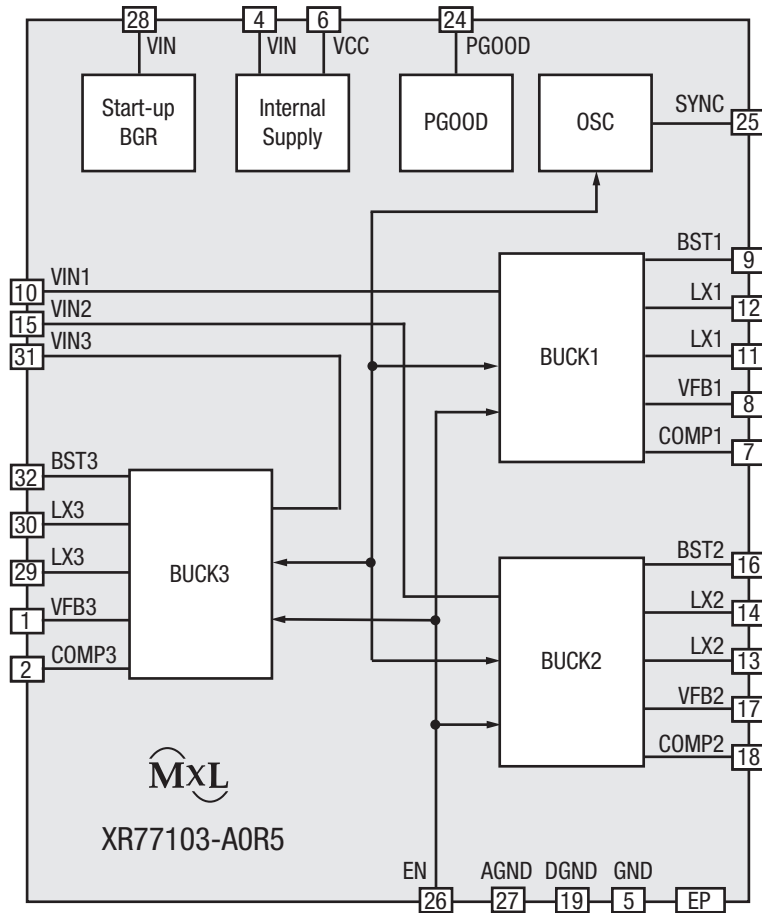 28 4 6 24
VIN VIN VCC PGOOD
Start-up
BGR
Internal
Supply
PGOOD
OSC
SYNC
25
10 VIN1
15 VIN2
31 VIN3
BUCK1
BST1
9
LX1
12
LX1
11
VFB1
8
COMP1
7
32 BST3
30 LX3
29 LX3
1 VFB3
2 COMP3
BUCK3
BUCK2
BST2
16
LX2
14
LX2
13
VFB2
17
COMP2
18
MxL
XR77103-A0R5
EN AGND DGND GND
26 27 19 5 EP